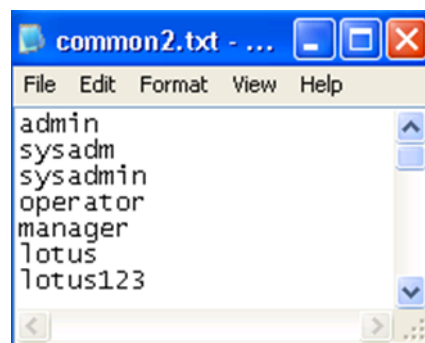 common2.txt - ...
File Edit Format View Help
admin
sysadm
sysadmin
operator
manager
lotus
lotus123